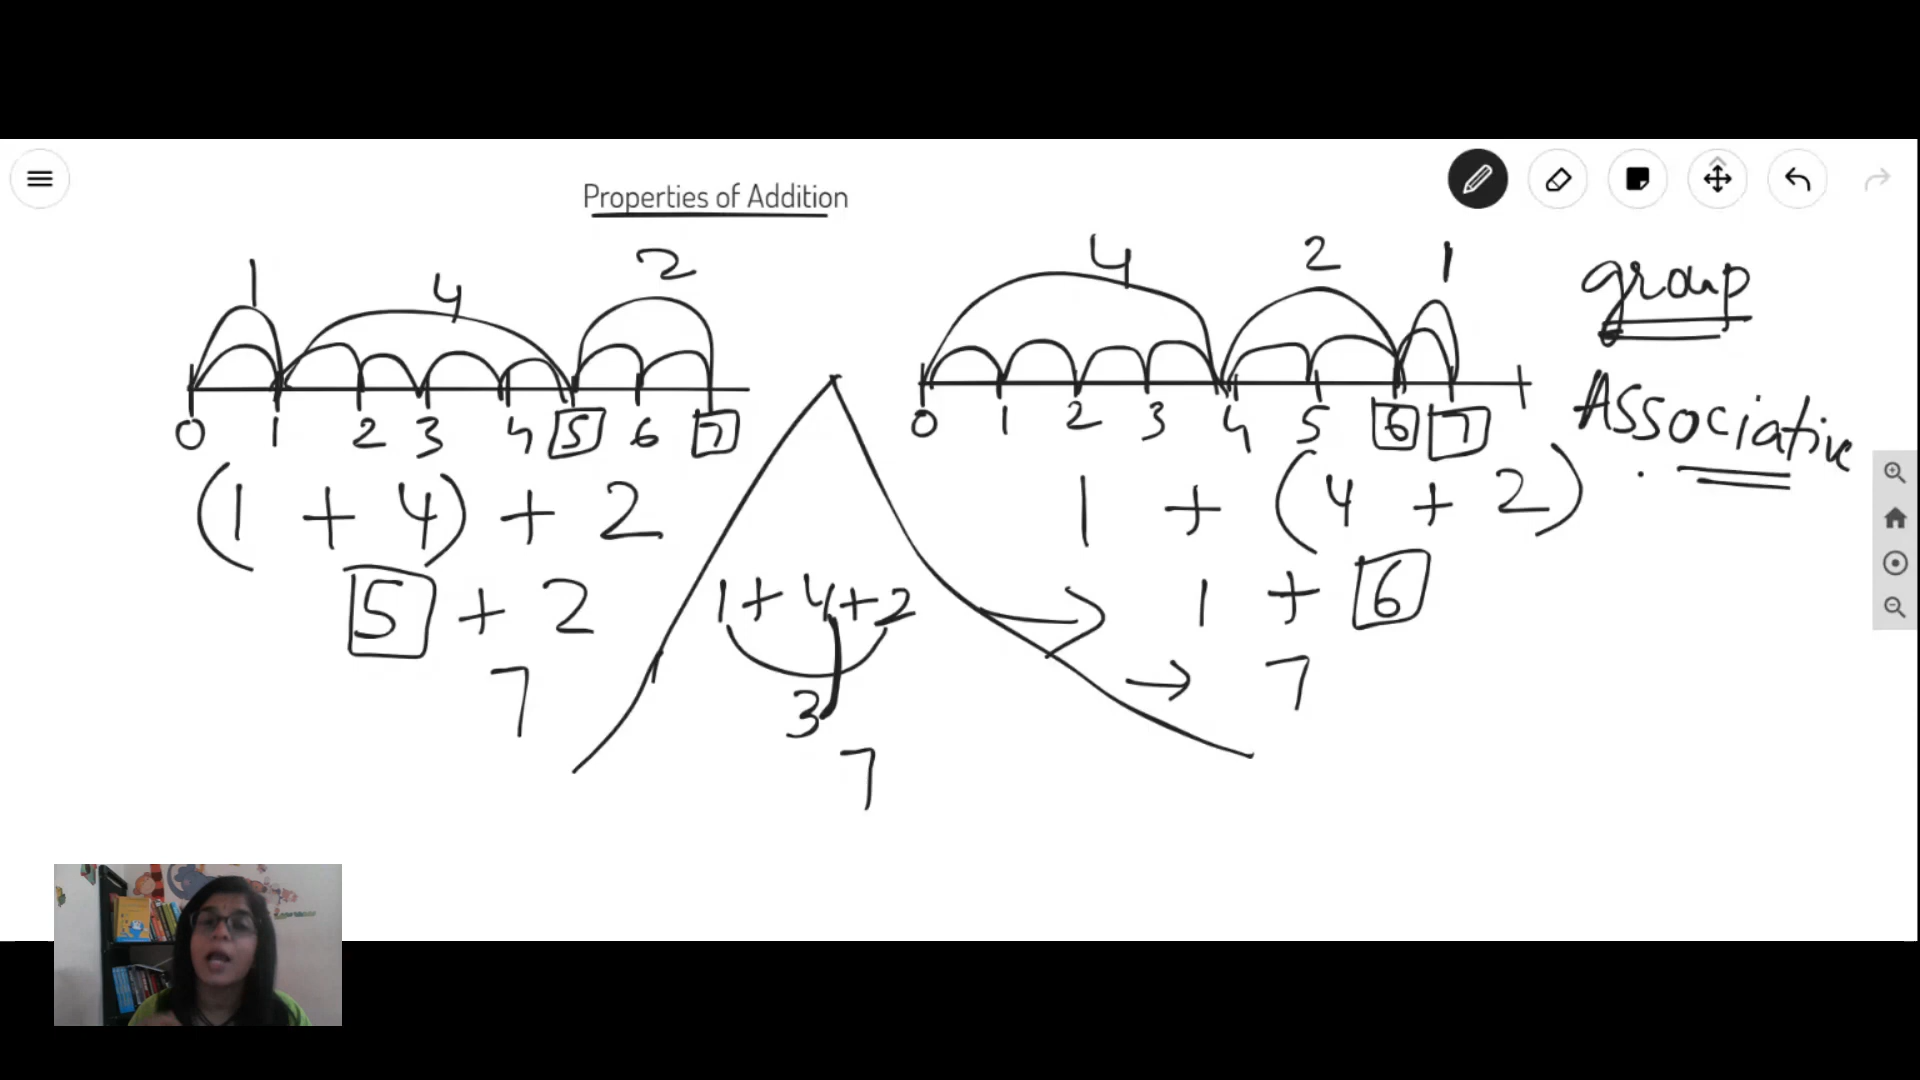 Properties of Addition
1 4 2
0 1 2 3 4 5 6 7
(1 + 4) + 2
5 + 2
7
1 + 4 + 2
3
7
4 2 1
0 1 2 3 4 5 6 7
1 + (4 + 2)
→ 1 + 6
→ 7
group
Associative